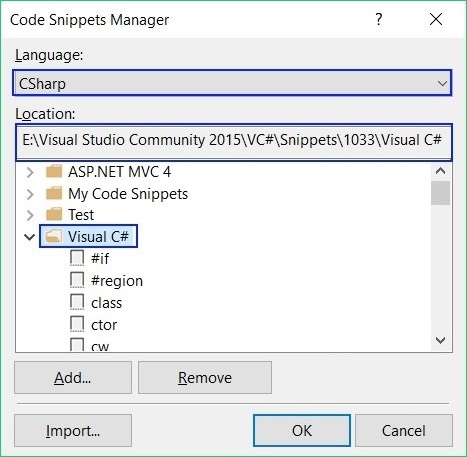 Code Snippets Manager
?
Language:
CSharp
Location:
E:\Visual Studio Community 2015\VC#\Snippets\1033\Visual C#
ASP.NET MVC 4
My Code Snippets
Test
Visual C#
#if
#region
class
ctor
cw
Add...
Remove
Import...
OK
Cancel